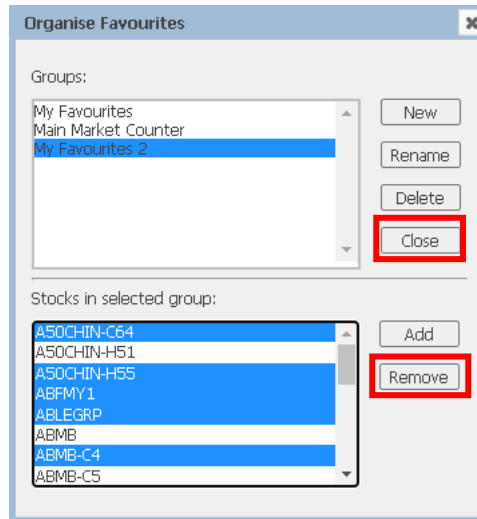 Organise Favourites
Groups:
My Favourites
Main Market Counter
My Favourites 2
New
Rename
Delete
Close
Stocks in selected group:
A50CHIN-C64
A50CHIN-H51
A50CHIN-H55
ABFMY1
ABLEGRP
ABMB
ABMB-C4
ABMB-C5
Add
Remove